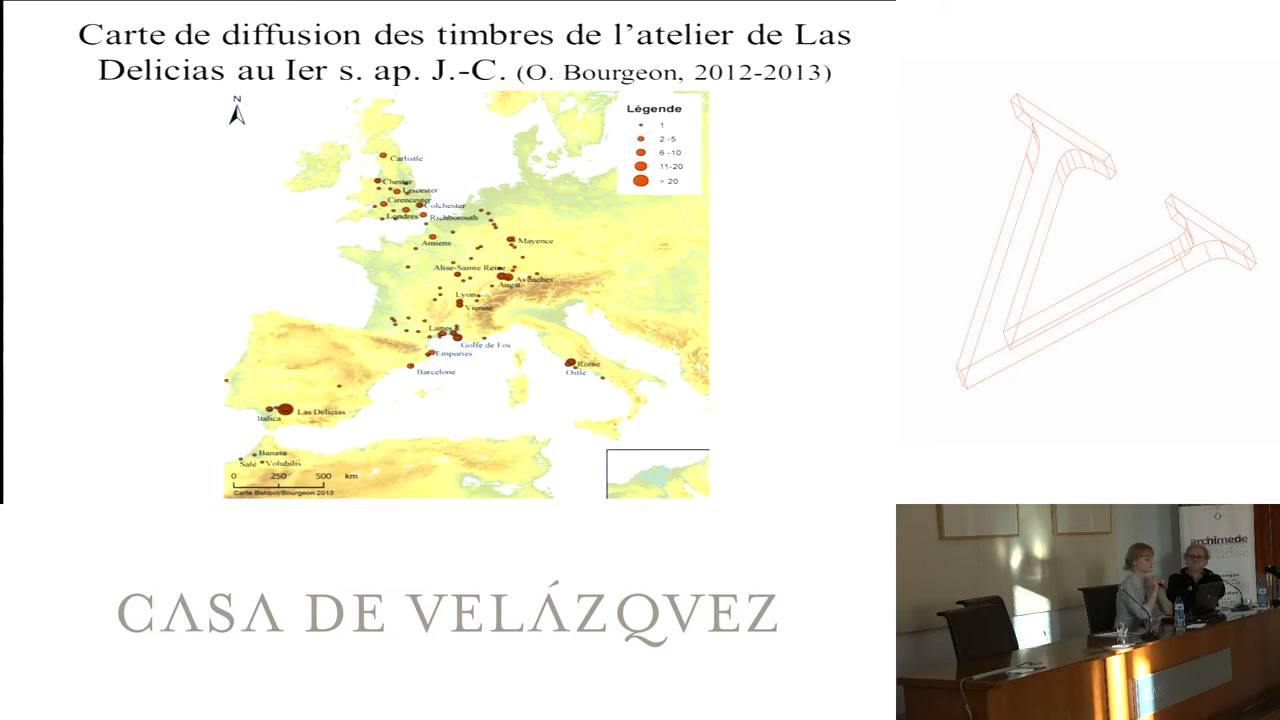 Carte de diffusion des timbres de l'atelier de Las
Delicias au Ier s. ap. J.-C. (O. Bourgeon, 2012-2013)
N
Légende
1
2 -5
6 -10
11-20
> 20
Carlisle
Chester
Leicester
Cirencester
Colchester
Londres
Richborouth
Amiens
Mayence
Alise-Sainte Reine
Avenches
Augst
Lyon
Vienne
Lattes
Golfe de Fos
Empuries
Barcelone
Rome
Ostie
Las Delicias
Italica
Banasa
Salé
Volubilis
0 250 500 km
Carte Bohbot/Bourgeon 2013
CASA DE VELÁZQVEZ
archimede